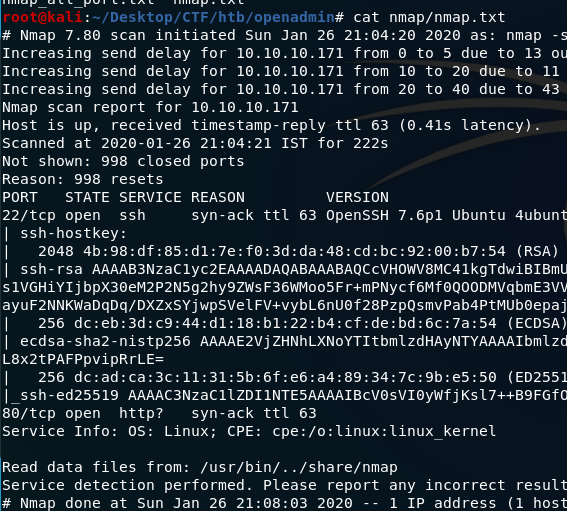 nmap_all_port.txt  nmap.txt
root@kali:~/Desktop/CTF/htb/openadmin# cat nmap/nmap.txt
# Nmap 7.80 scan initiated Sun Jan 26 21:04:20 2020 as: nmap -s
Increasing send delay for 10.10.10.171 from 0 to 5 due to 13 ou
Increasing send delay for 10.10.10.171 from 10 to 20 due to 11
Increasing send delay for 10.10.10.171 from 20 to 40 due to 43
Nmap scan report for 10.10.10.171
Host is up, received timestamp-reply ttl 63 (0.41s latency).
Scanned at 2020-01-26 21:04:21 IST for 222s
Not shown: 998 closed ports
Reason: 998 resets
PORT   STATE SERVICE REASON          VERSION
22/tcp open  ssh     syn-ack ttl 63 OpenSSH 7.6p1 Ubuntu 4ubunt
| ssh-hostkey:
|   2048 4b:98:df:85:d1:7e:f0:3d:da:48:cd:bc:92:00:b7:54 (RSA)
| ssh-rsa AAAAB3NzaC1yc2EAAAADAQABAAABAQCcVHOWV8MC41kgTdwiBIBmU
s1VGHiYIjbpX30eM2P2N5g2hy9ZWsF36WMoo5Fr+mPNycf6Mf0QOODMVqbmE3VV
ayuF2NNKWaDqDq/DXZxSYjwpSVelFV+vybL6nU0f28PzpQsmvPab4PtMUb0epaj
|   256 dc:eb:3d:c9:44:d1:18:b1:22:b4:cf:de:bd:6c:7a:54 (ECDSA)
| ecdsa-sha2-nistp256 AAAAE2VjZHNhLXNoYTItbmlzdHAyNTYAAAAIbmlzd
L8x2tPAFPpvipRrLE=
|   256 dc:ad:ca:3c:11:31:5b:6f:e6:a4:89:34:7c:9b:e5:50 (ED2551
|_ssh-ed25519 AAAAC3NzaC1lZDI1NTE5AAAAIBcV0sVI0yWfjKsl7++B9FGfO
80/tcp open  http?   syn-ack ttl 63
Service Info: OS: Linux; CPE: cpe:/o:linux:linux_kernel
Read data files from: /usr/bin/../share/nmap
Service detection performed. Please report any incorrect result
# Nmap done at Sun Jan 26 21:08:03 2020 -- 1 IP address (1 host